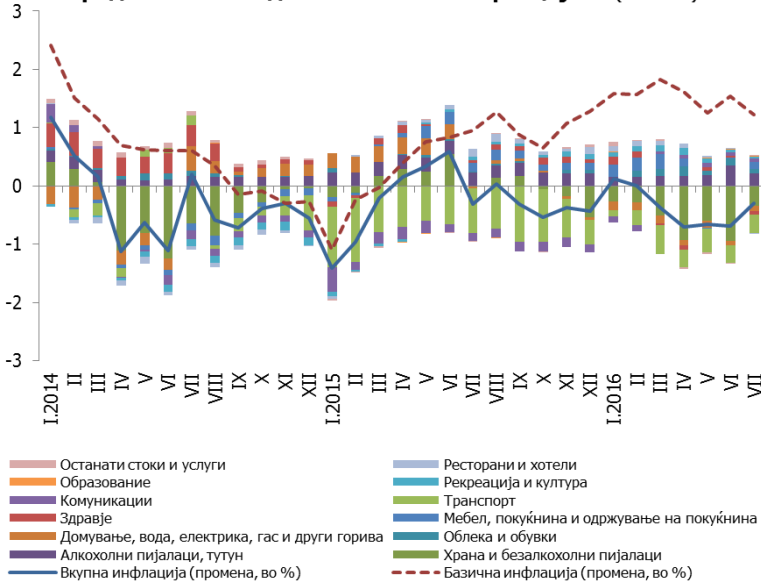 3
2
1
0
-1
-2
-3
I.2014
II
III
IV
V
VI
VII
VIII
IX
X
XI
XII
I.2015
II
III
IV
V
VI
VII
VIII
IX
X
XI
XII
I.2016
II
III
IV
V
VI
VII
Останати стоки и услуги
Ресторани и хотели
Образование
Рекреација и култура
Комуникации
Транспорт
Здравје
Мебел, покуќнина и одржување на покуќнина
Домување, вода, електрика, гас и други горива
Облека и обувки
Алкохолни пијалаци, тутун
Храна и безалкохолни пијалаци
Вкупна инфлација (промена, во %)
Базична инфлација (промена, во %)